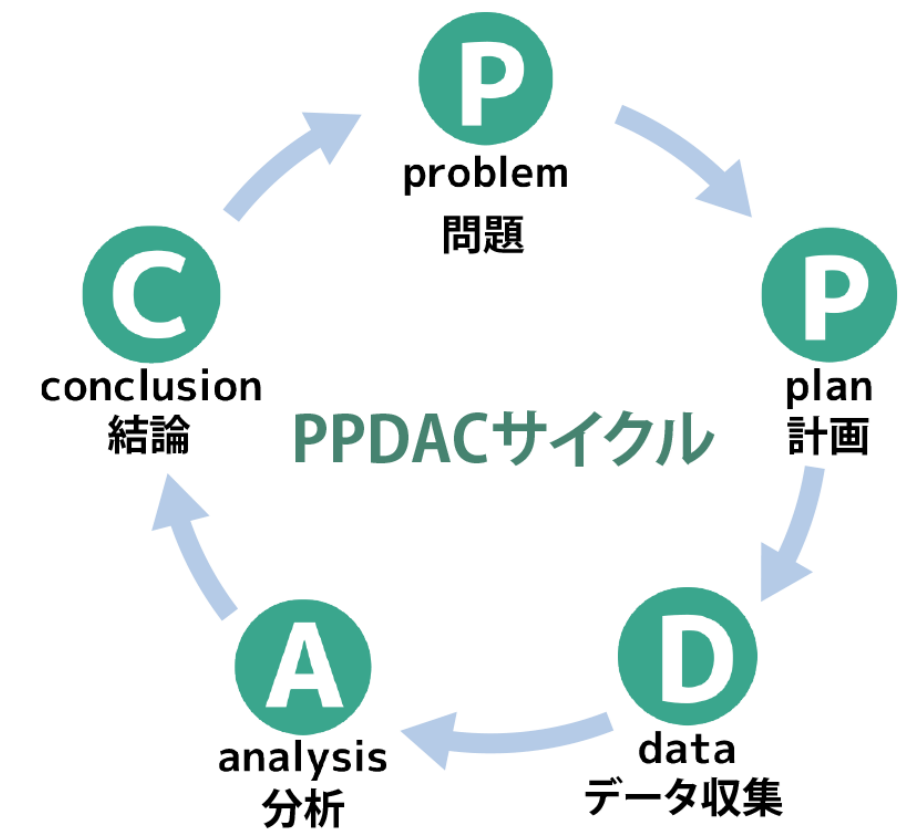 P
problem
問題
P
plan
計画
D
data
データ収集
A
analysis
分析
C
conclusion
結論
PPDACサイクル